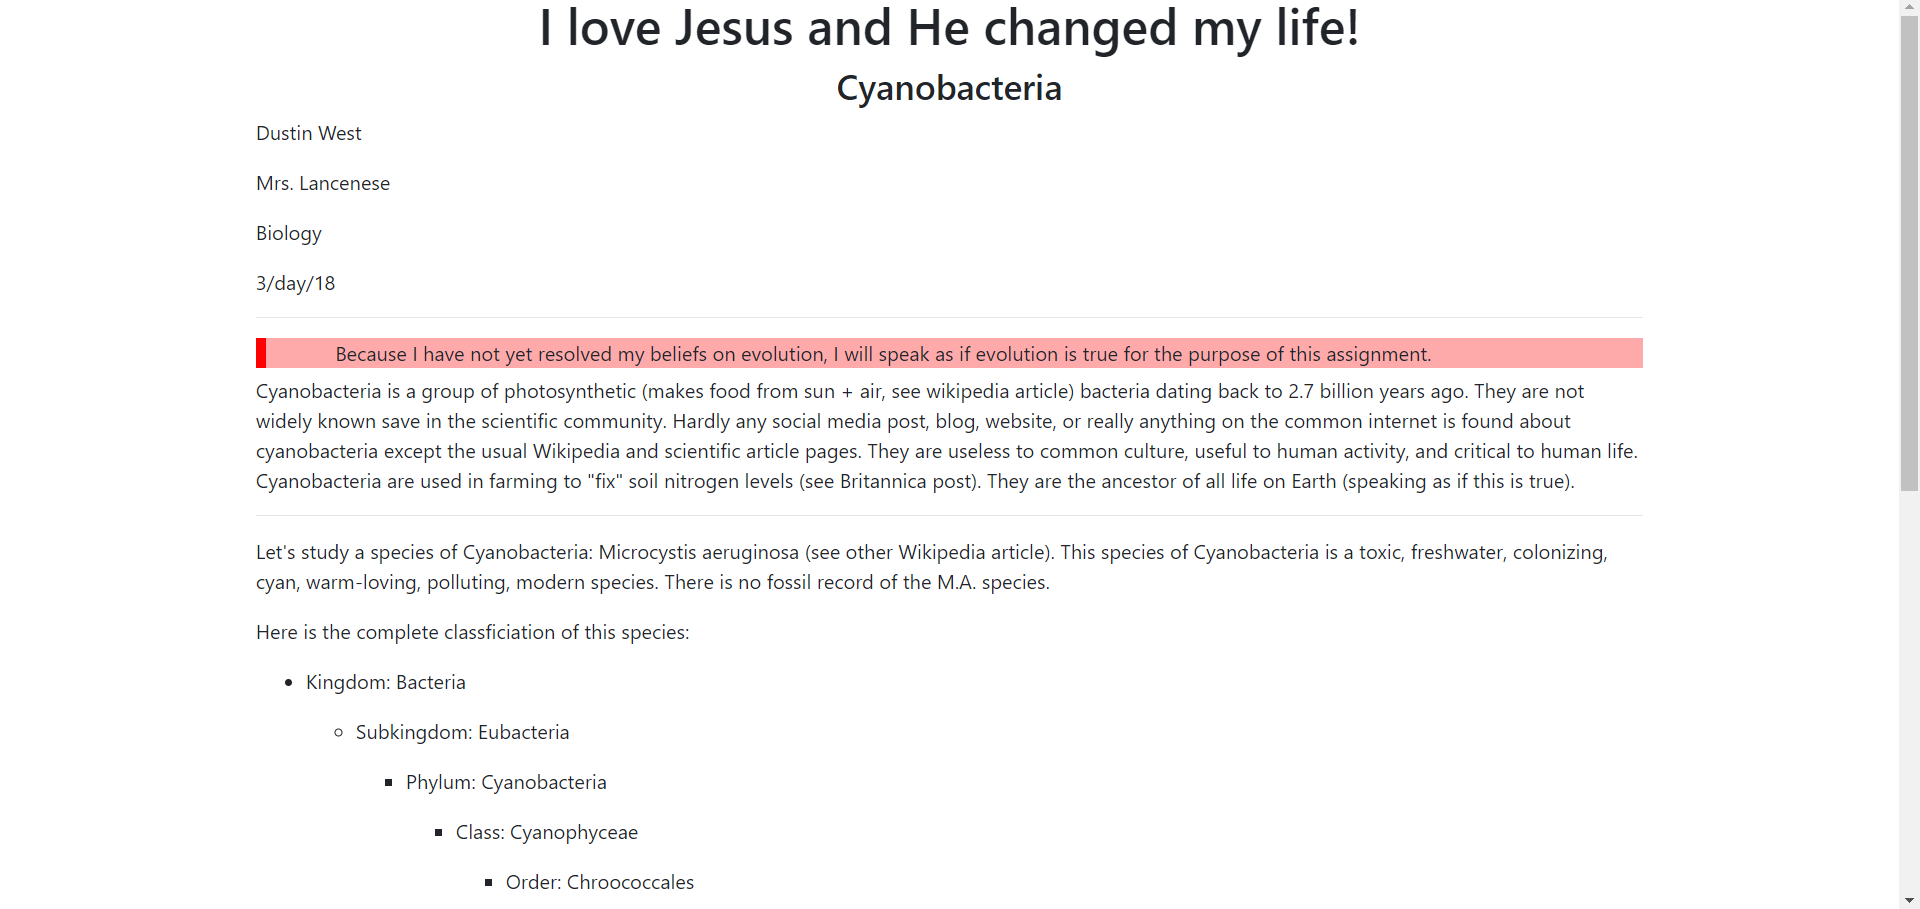 I love Jesus and He changed my life!
Cyanobacteria
Dustin West
Mrs. Lancenese
Biology
3/day/18
Because I have not yet resolved my beliefs on evolution, I will speak as if evolution is true for the purpose of this assignment.
Cyanobacteria is a group of photosynthetic (makes food from sun + air, see wikipedia article) bacteria dating back to 2.7 billion years ago. They are not
widely known save in the scientific community. Hardly any social media post, blog, website, or really anything on the common internet is found about
cyanobacteria except the usual Wikipedia and scientific article pages. They are useless to common culture, useful to human activity, and critical to human life.
Cyanobacteria are used in farming to "fix" soil nitrogen levels (see Britannica post). They are the ancestor of all life on Earth (speaking as if this is true).
Let's study a species of Cyanobacteria: Microcystis aeruginosa (see other Wikipedia article). This species of Cyanobacteria is a toxic, freshwater, colonizing,
cyan, warm-loving, polluting, modern species. There is no fossil record of the M.A. species.
Here is the complete classficiation of this species:
Kingdom: Bacteria
Subkingdom: Eubacteria
Phylum: Cyanobacteria
Class: Cyanophyceae
Order: Chroococcales